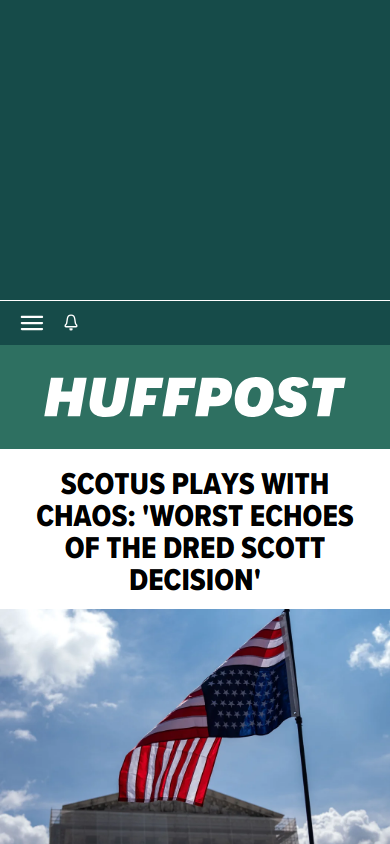 HUFFPOST
SCOTUS PLAYS WITH
CHAOS: 'WORST ECHOES
OF THE DRED SCOTT
DECISION'